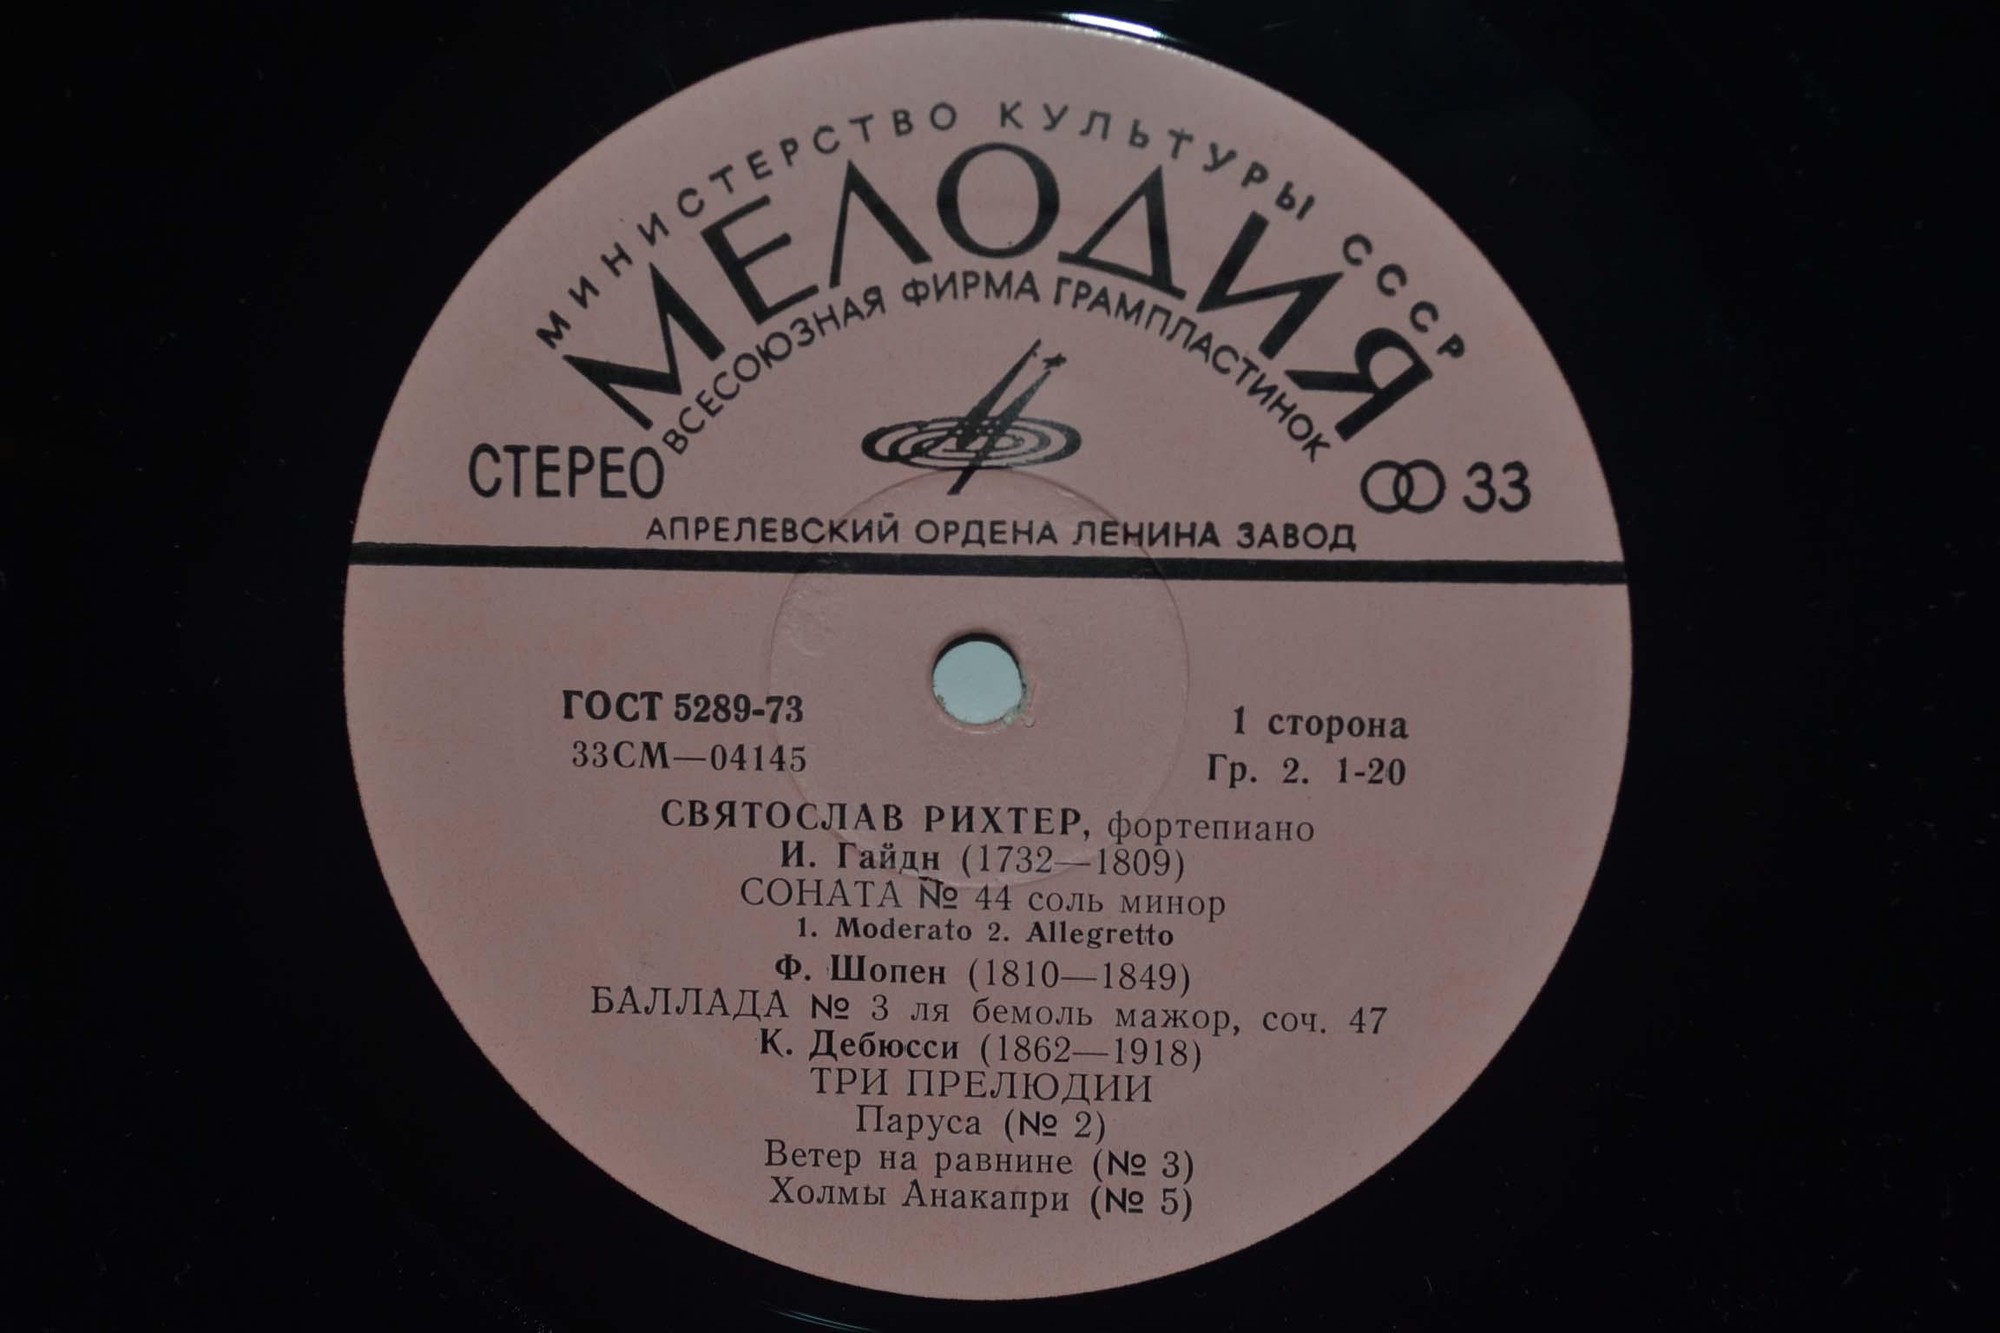 МИНИСТЕРСТВО КУЛЬТУРЫ СССР
МЕЛОДИЯ
ВСЕСОЮЗНАЯ ФИРМА ГРАМПЛАСТИНОК
СТЕРЕО
33
АПРЕЛЕВСКИЙ ОРДЕНА ЛЕНИНА ЗАВОД
ГОСТ 5289-73
33СМ—04145
1 сторона
Гр. 2. 1-20
СВЯТОСЛАВ РИХТЕР, фортепиано
И. Гайдн (1732—1809)
СОНАТА № 44 соль минор
1. Moderato 2. Allegretto
Ф. Шопен (1810—1849)
БАЛЛАДА № 3 ля бемоль мажор, соч. 47
К. Дебюсси (1862—1918)
ТРИ ПРЕЛЮДИИ
Паруса (№ 2)
Ветер на равнине (№ 3)
Холмы Анакапри (№ 5)